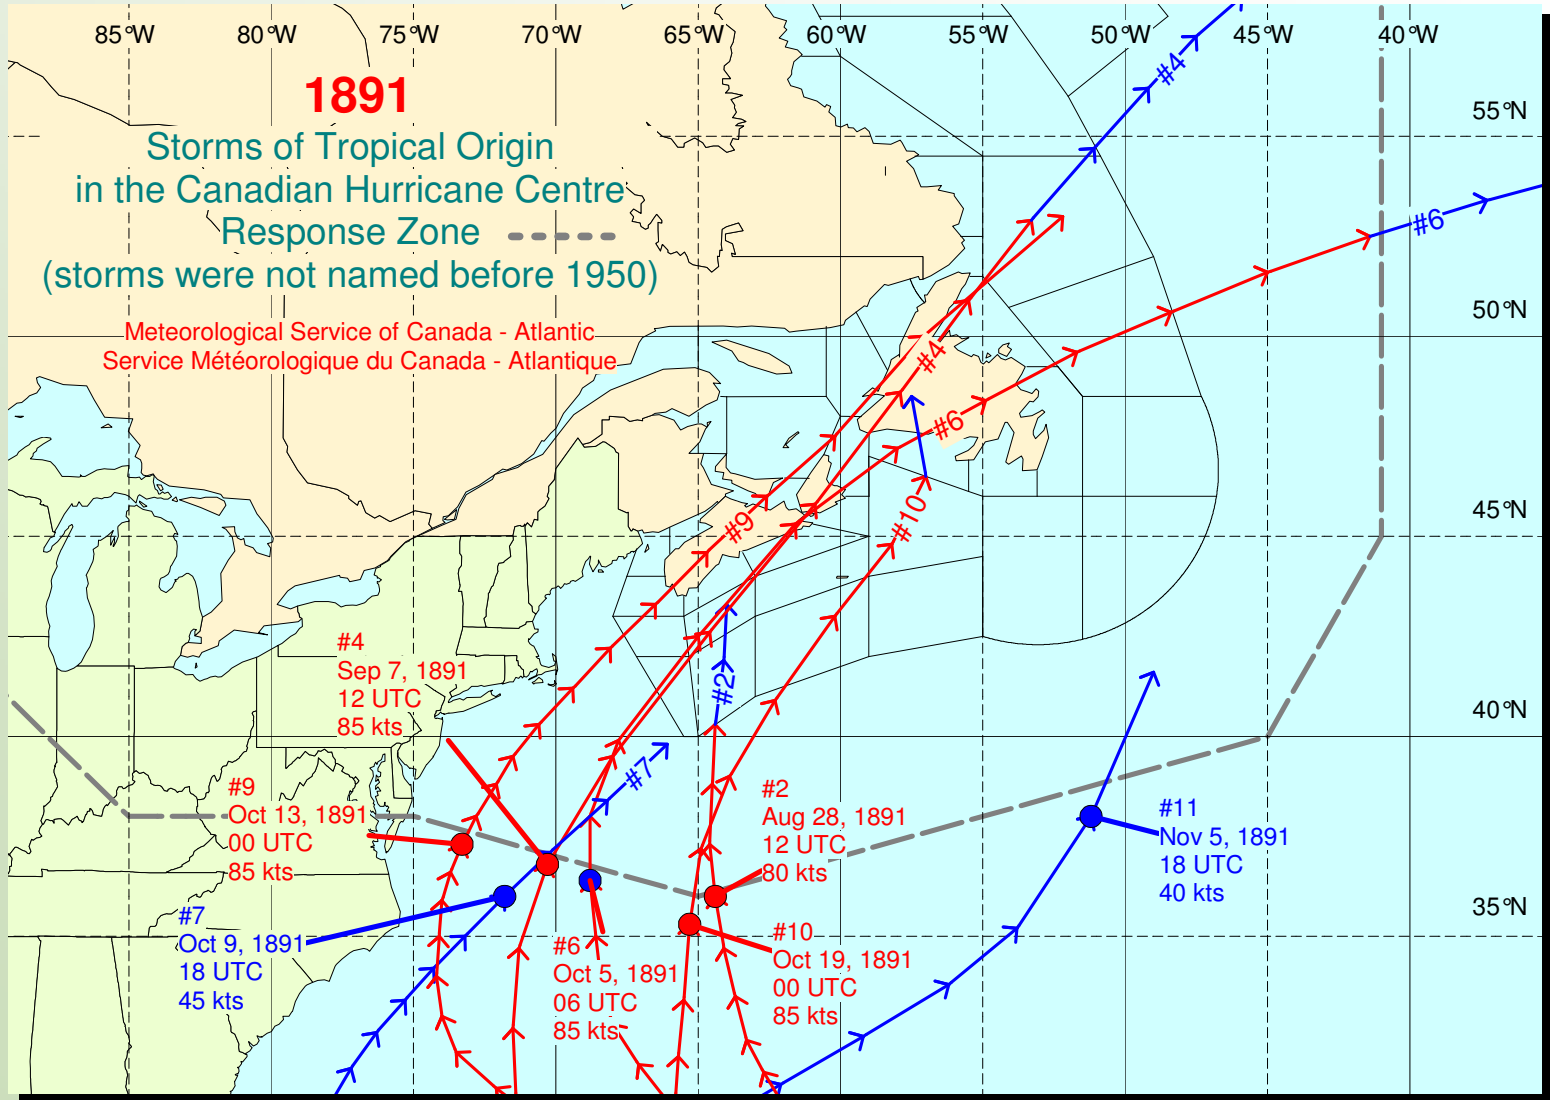 85°W 80°W 75°W 70°W 65°W 60°W 55°W 50°W 45°W 40°W
1891
Storms of Tropical Origin
in the Canadian Hurricane Centre
Response Zone
(storms were not named before 1950)
Meteorological Service of Canada - Atlantic
Service Météorologique du Canada - Atlantique
55°N
50°N
45°N
40°N
35°N
#4
#6
#4
#6
#9
#10
#2
#7
#4
Sep 7, 1891
12 UTC
85 kts
#9
Oct 13, 1891
00 UTC
85 kts
#2
Aug 28, 1891
12 UTC
80 kts
#11
Nov 5, 1891
18 UTC
40 kts
#7
Oct 9, 1891
18 UTC
45 kts
#6
Oct 5, 1891
06 UTC
85 kts
#10
Oct 19, 1891
00 UTC
85 kts